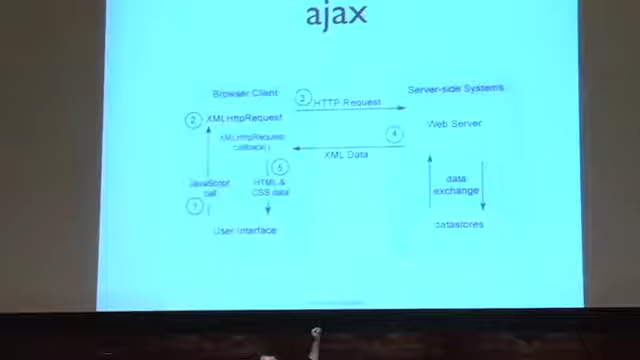 ajax
Browser Client
Server-side Systems
3
HTTP Request
2
XMLHttpRequest
Web Server
XMLHttpRequest
callback()
4
XML Data
5
JavaScript
call
HTML &
CSS data
data
exchange
1
User Interface
datastores